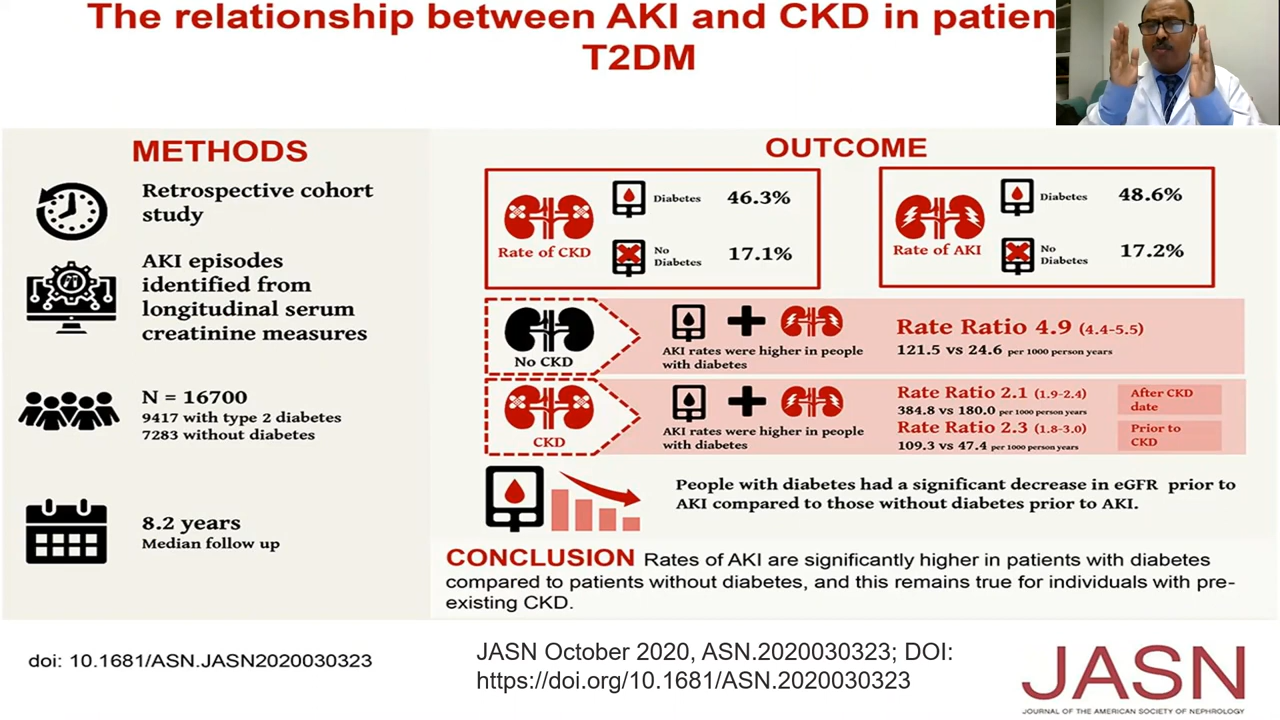 The relationship between AKI and CKD in patien
T2DM
METHODS
Retrospective cohort
study
AKI episodes
identified from
longitudinal serum
creatinine measures
N = 16700
9417 with type 2 diabetes
7283 without diabetes
8.2 years
Median follow up
OUTCOME
Rate of CKD
Diabetes 46.3%
No
Diabetes 17.1%
Rate of AKI
Diabetes 48.6%
No
Diabetes 17.2%
No CKD
AKI rates were higher in people
with diabetes
Rate Ratio 4.9 (4.4-5.5)
121.5 vs 24.6 per 1000 person years
CKD
AKI rates were higher in people
with diabetes
Rate Ratio 2.1 (1.9-2.4)
384.8 vs 180.0 per 1000 person years
After CKD
date
Rate Ratio 2.3 (1.8-3.0)
109.3 vs 47.4 per 1000 person years
Prior to
CKD
People with diabetes had a significant decrease in eGFR prior to
AKI compared to those without diabetes prior to AKI.
CONCLUSION Rates of AKI are significantly higher in patients with diabetes
compared to patients without diabetes, and this remains true for individuals with pre-
existing CKD.
doi: 10.1681/ASN.JASN2020030323
JASN October 2020, ASN.2020030323; DOI:
https://doi.org/10.1681/ASN.2020030323
JASN
JOURNAL OF THE AMERICAN SOCIETY OF NEPHROLOGY